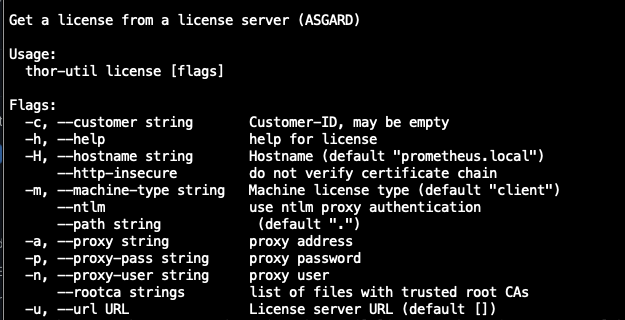 Get a license from a license server (ASGARD)
Usage:
thor-util license [flags]
Flags:
-c, --customer string Customer-ID, may be empty
-h, --help help for license
-H, --hostname string Hostname (default "prometheus.local")
--http-insecure do not verify certificate chain
-m, --machine-type string Machine license type (default "client")
--ntlm use ntlm proxy authentication
--path string (default ".")
-a, --proxy string proxy address
-p, --proxy-pass string proxy password
-n, --proxy-user string proxy user
--rootca strings list of files with trusted root CAs
-u, --url URL License server URL (default [])